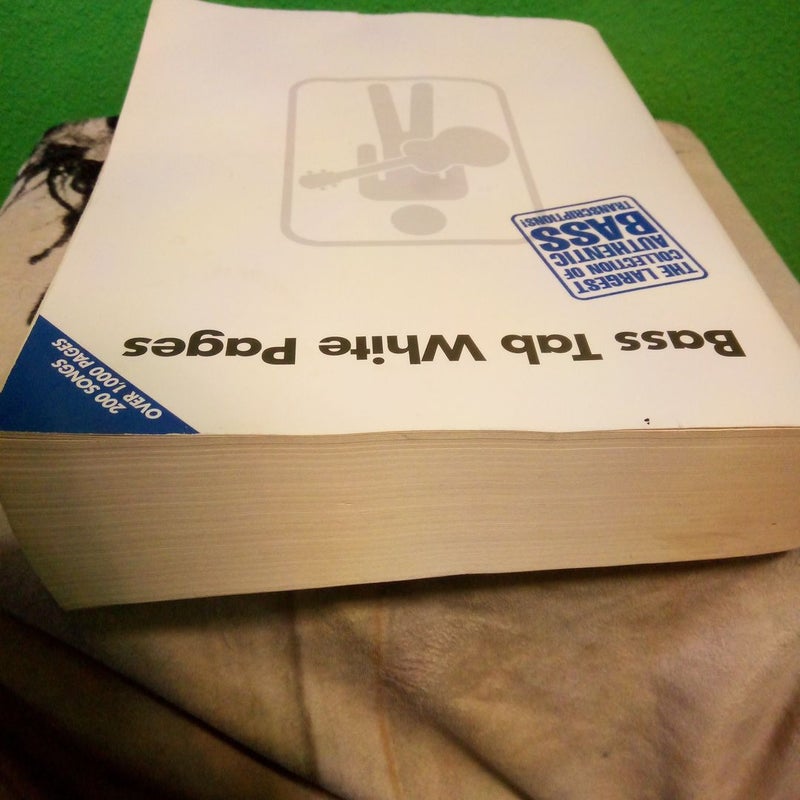 Bass Tab White Pages
200 SONGS
OVER 1,000 PAGES
THE LARGEST
COLLECTION OF
AUTHENTIC
BASS
TRANSCRIPTIONS!